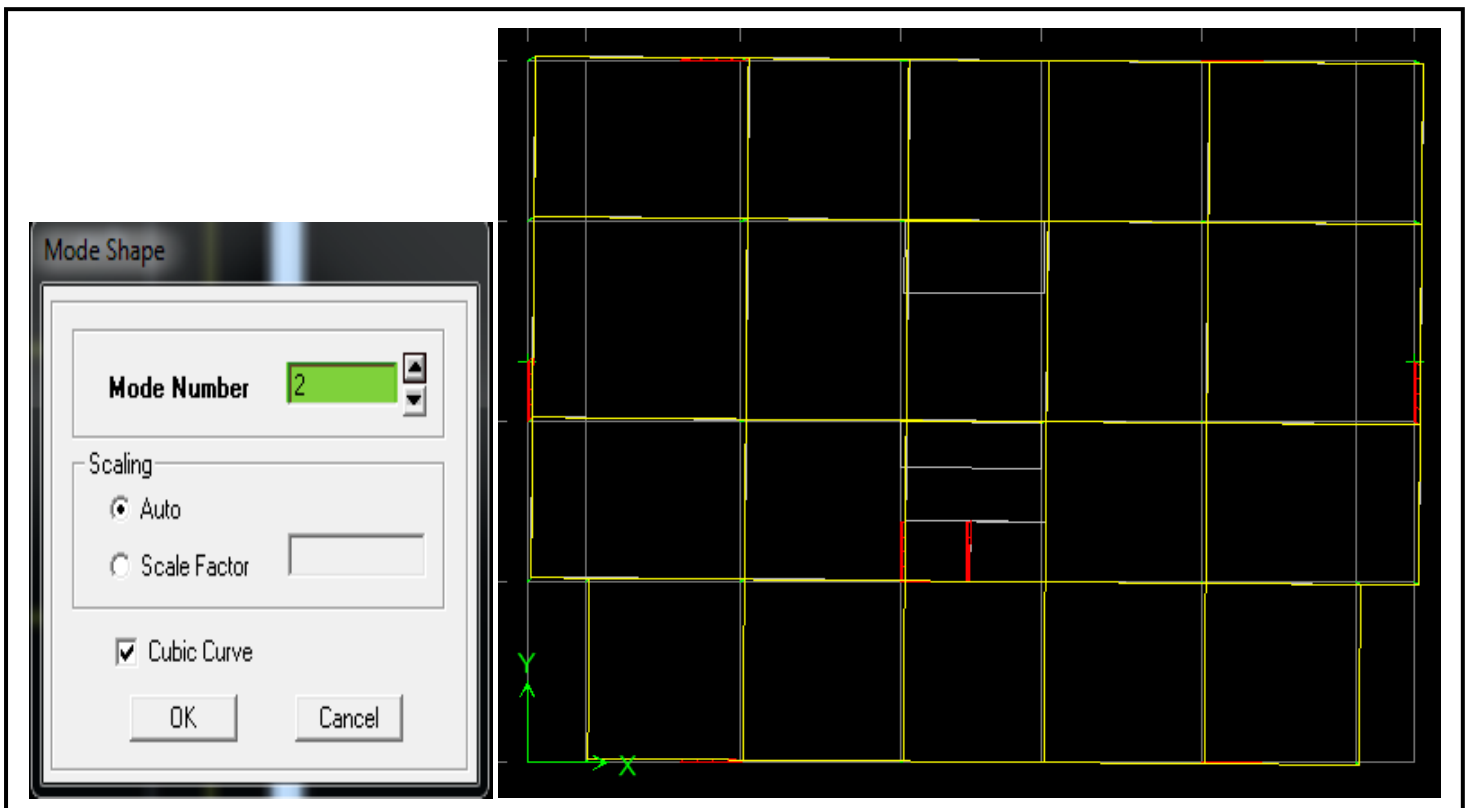 Mode Shape
Mode Number 2
Scaling
Auto
Scale Factor
Cubic Curve
OK Cancel
Y
X